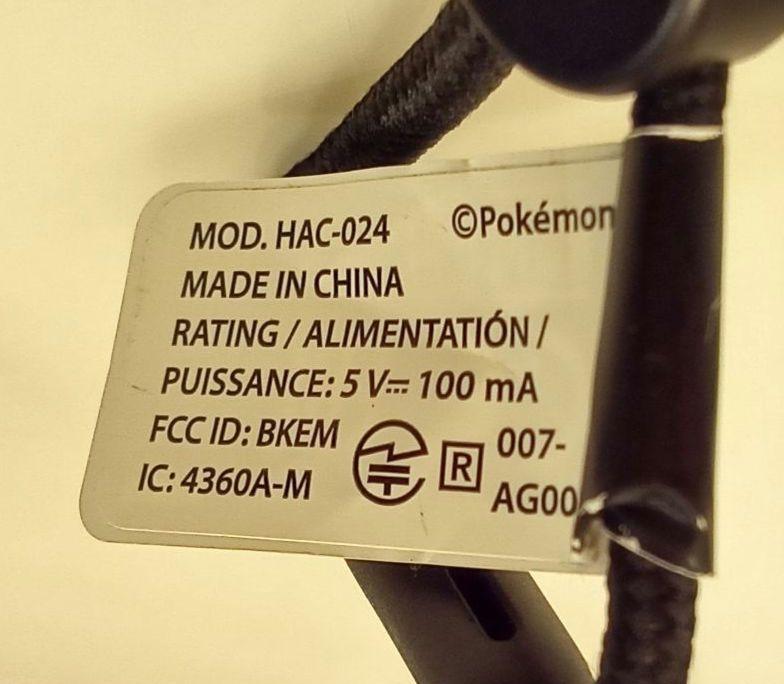 MOD. HAC-024 ©Pokémon
MADE IN CHINA
RATING / ALIMENTATIÓN /
PUISSANCE: 5 V⎓ 100 mA
FCC ID: BKEM
IC: 4360A-M
R 007-
AG00